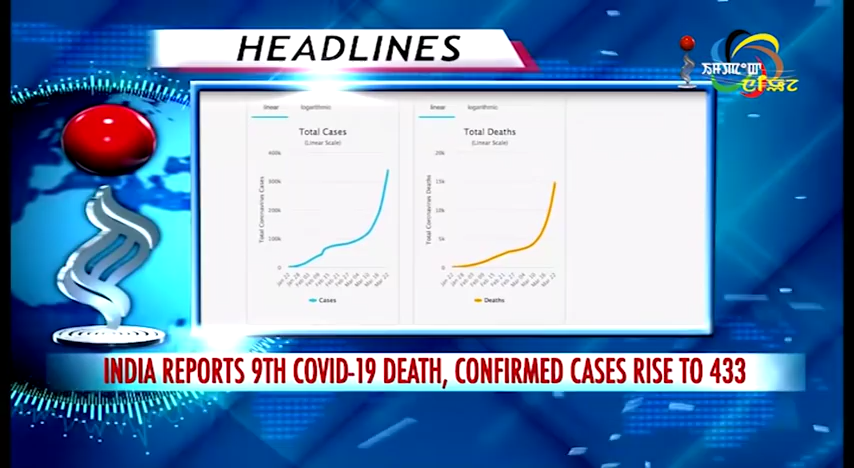 HEADLINES
linear logarithmic
linear logarithmic
Total Cases
(Linear Scale)
Total Deaths
(Linear Scale)
Total Coronavirus Cases
400k
300k
100k
0
Total Coronavirus Deaths
20k
15k
5k
0
Cases
Deaths
INDIA REPORTS 9TH COVID-19 DEATH, CONFIRMED CASES RISE TO 433